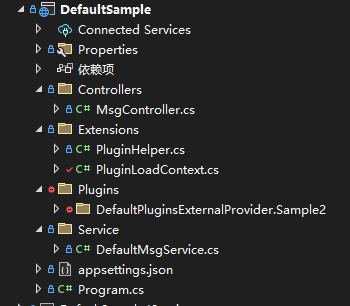 DefaultSample
Connected Services
Properties
依赖项
Controllers
C# MsgController.cs
Extensions
C# PluginHelper.cs
C# PluginLoadContext.cs
Plugins
DefaultPluginsExternalProvider.Sample2
Service
C# DefaultMsgService.cs
appsettings.json
C# Program.cs